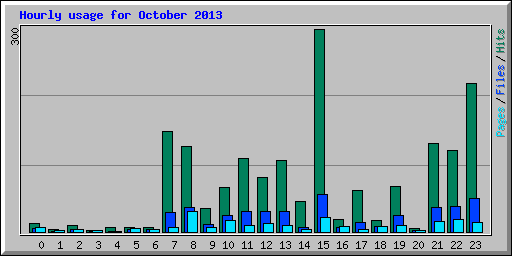 Hourly usage for October 2013
300
Pages/Files/Hits
0 1 2 3 4 5 6 7 8 9 10 11 12 13 14 15 16 17 18 19 20 21 22 23